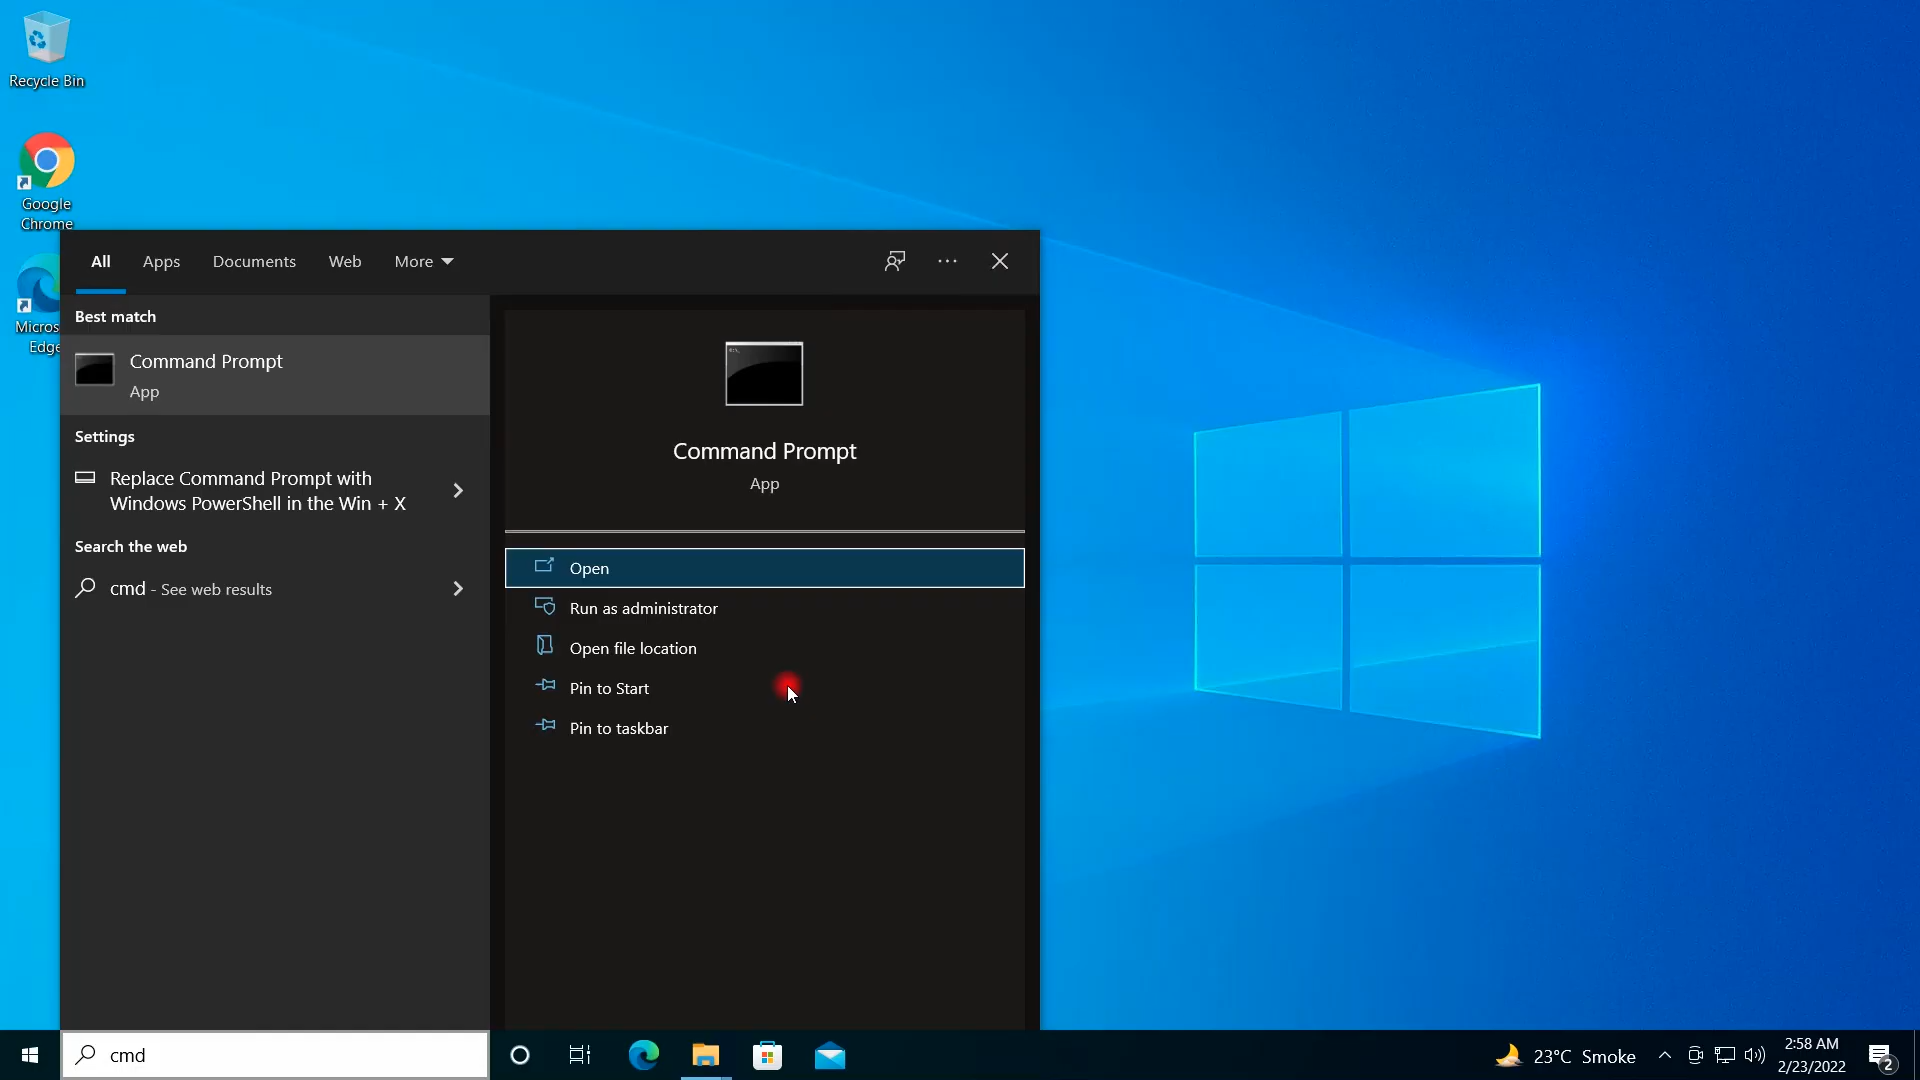 Recycle Bin
Google
Chrome
Micros
Edge
All
Apps
Documents
Web
More
Best match
Command Prompt
App
Settings
Replace Command Prompt with
Windows PowerShell in the Win + X
Search the web
cmd - See web results
Command Prompt
App
Open
Run as administrator
Open file location
Pin to Start
Pin to taskbar
cmd
23°C Smoke
2:58 AM
2/23/2022
2